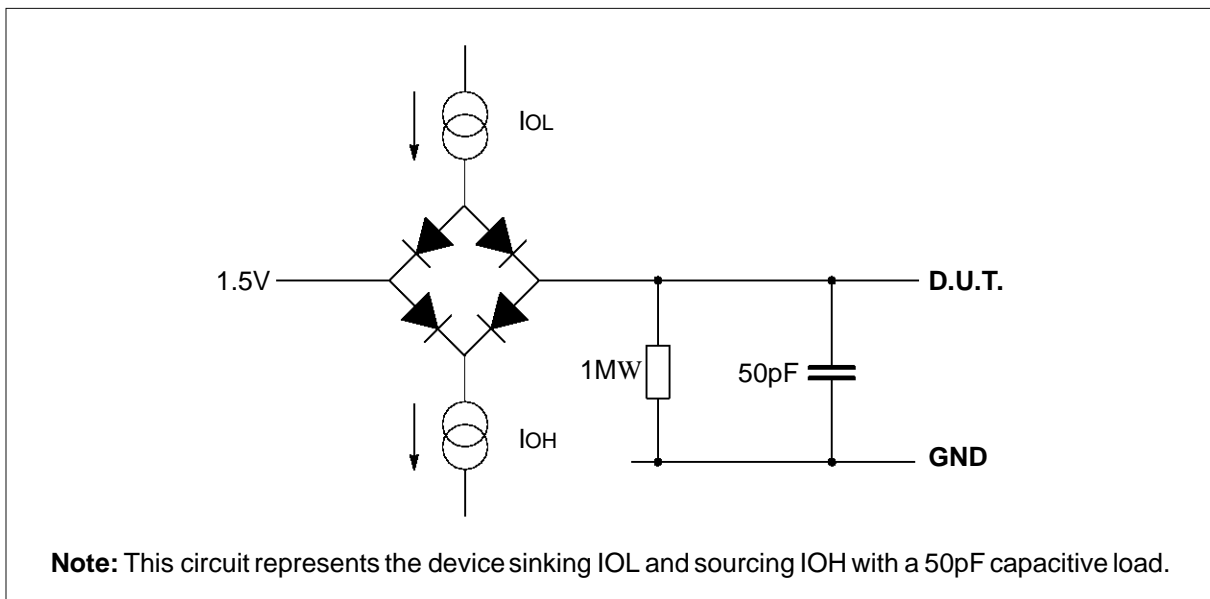 IOL
1.5V
D.U.T.
1MW
50pF
IOH
GND
Note: This circuit represents the device sinking IOL and sourcing IOH with a 50pF capacitive load.